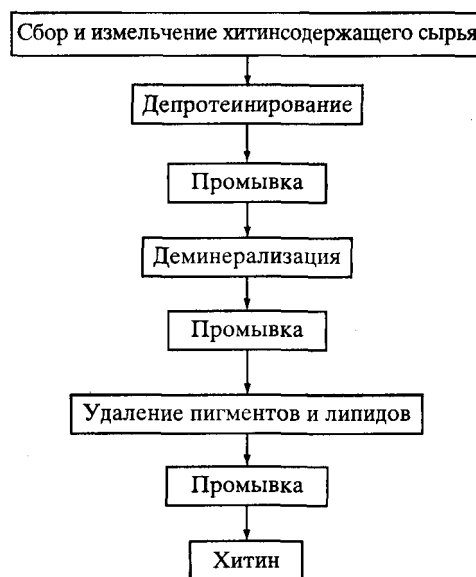 Сбор и измельчение хитинсодержащего сырья
Депротеинирование
Промывка
Деминерализация
Промывка
Удаление пигментов и липидов
Промывка
Хитин